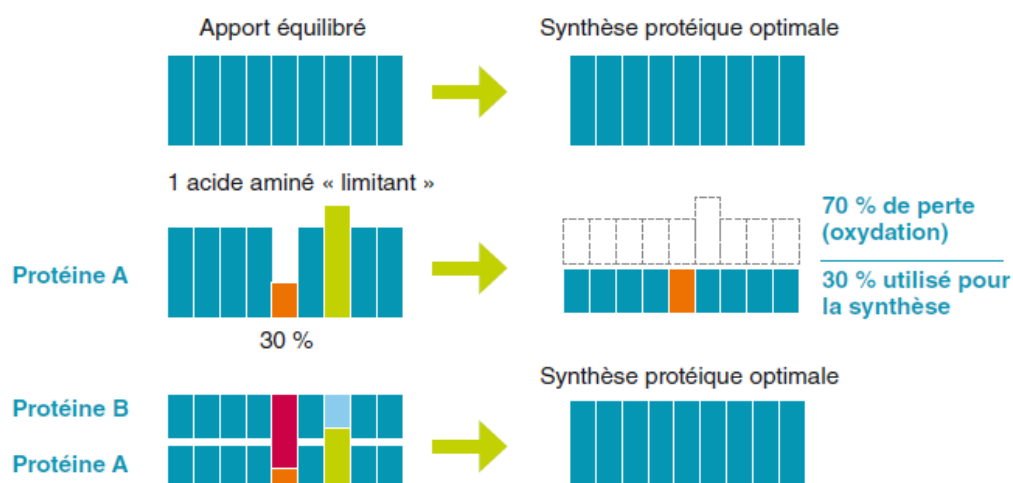 Apport équilibré
Synthèse protéique optimale
1 acide aminé « limitant »
Protéine A
70 % de perte
(oxydation)
30 % utilisé pour
la synthèse
30 %
Synthèse protéique optimale
Protéine B
Protéine A